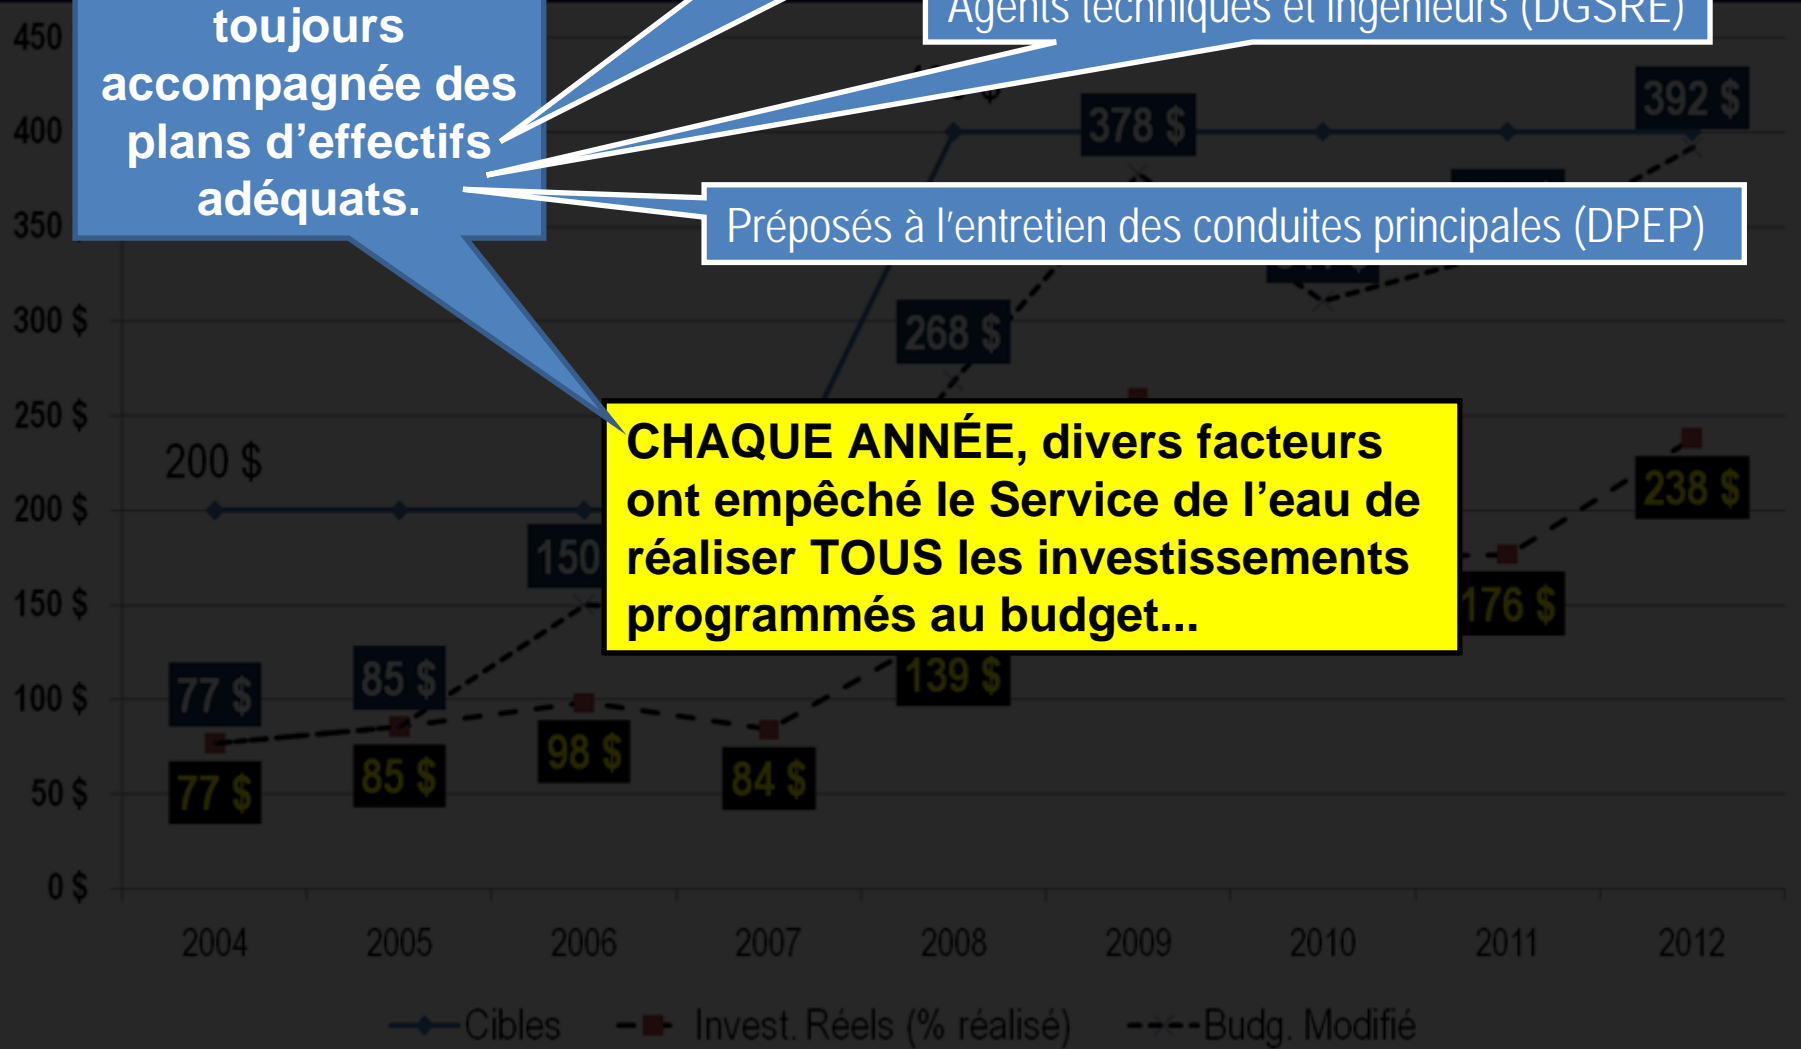 toujours
accompagnée des
plans d'effectifs
adéquats.
Agents techniques et ingénieurs (DGSRE)
Préposés à l'entretien des conduites principales (DPEP)
CHAQUE ANNÉE, divers facteurs
ont empêché le Service de l'eau de
réaliser TOUS les investissements
programmés au budget...
450
400
350
300 $
250 $
200 $
150 $
100 $
50 $
0 $
200 $
378 $
392 $
268 $
150
77 $
85 $
77 $
85 $
98 $
84 $
139 $
176 $
238 $
2004 2005 2006 2007 2008 2009 2010 2011 2012
Cibles Invest. Réels (% réalisé) Budg. Modifié